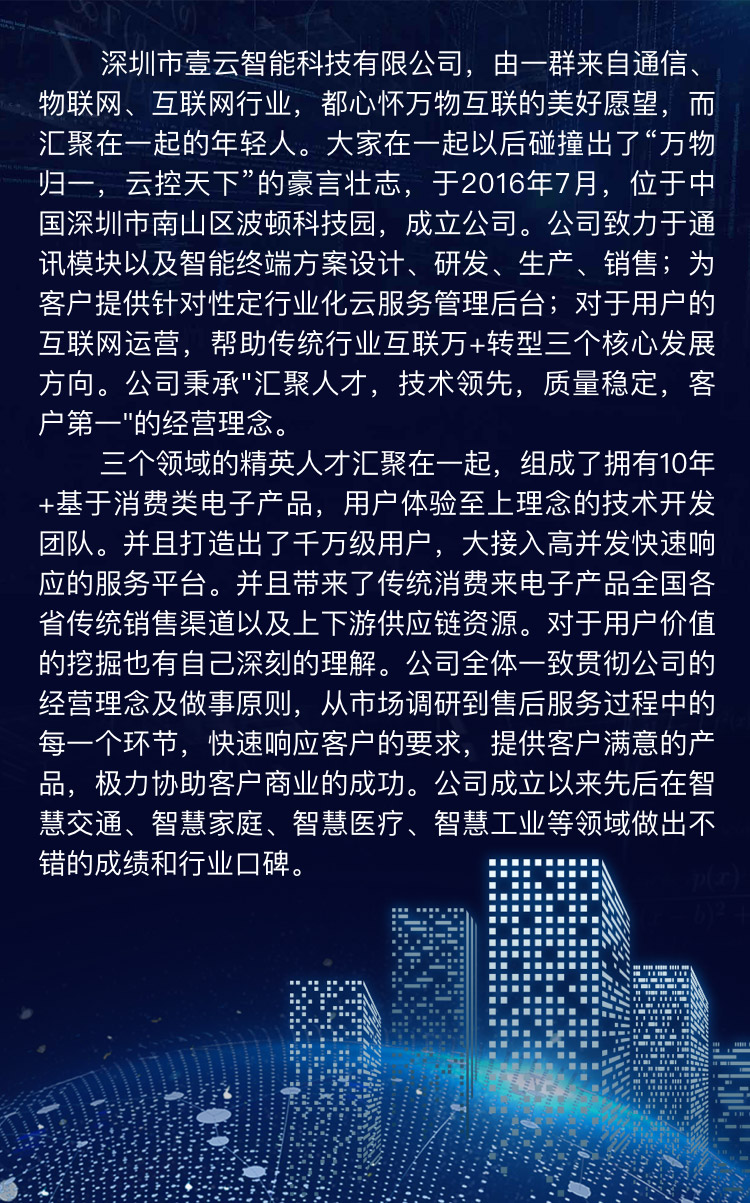 深圳市壹云智能科技有限公司，由一群来自通信、
物联网、互联网行业，都心怀万物互联的美好愿望，而
汇聚在一起的年轻人。大家在一起以后碰撞出了“万物
归一，云控天下”的豪言壮志，于2016年7月，位于中
国深圳市南山区波顿科技园，成立公司。公司致力于通
讯模块以及智能终端方案设计、研发、生产、销售；为
客户提供针对性定行业化云服务管理后台；对于用户的
互联网运营，帮助传统行业互联万+转型三个核心发展
方向。公司秉承"汇聚人才，技术领先，质量稳定，客
户第一"的经营理念。
三个领域的精英人才汇聚在一起，组成了拥有10年
+基于消费类电子产品，用户体验至上理念的技术开发
团队。并且打造出了千万级用户，大接入高并发快速响
应的服务平台。并且带来了传统消费来电子产品全国各
省传统销售渠道以及上下游供应链资源。对于用户价值
的挖掘也有自己深刻的理解。公司全体一致贯彻公司的
经营理念及做事原则，从市场调研到售后服务过程中的
每一个环节，快速响应客户的要求，提供客户满意的产
品，极力协助客户商业的成功。公司成立以来先后在智
慧交通、智慧家庭、智慧医疗、智慧工业等领域做出不
错的成绩和行业口碑。